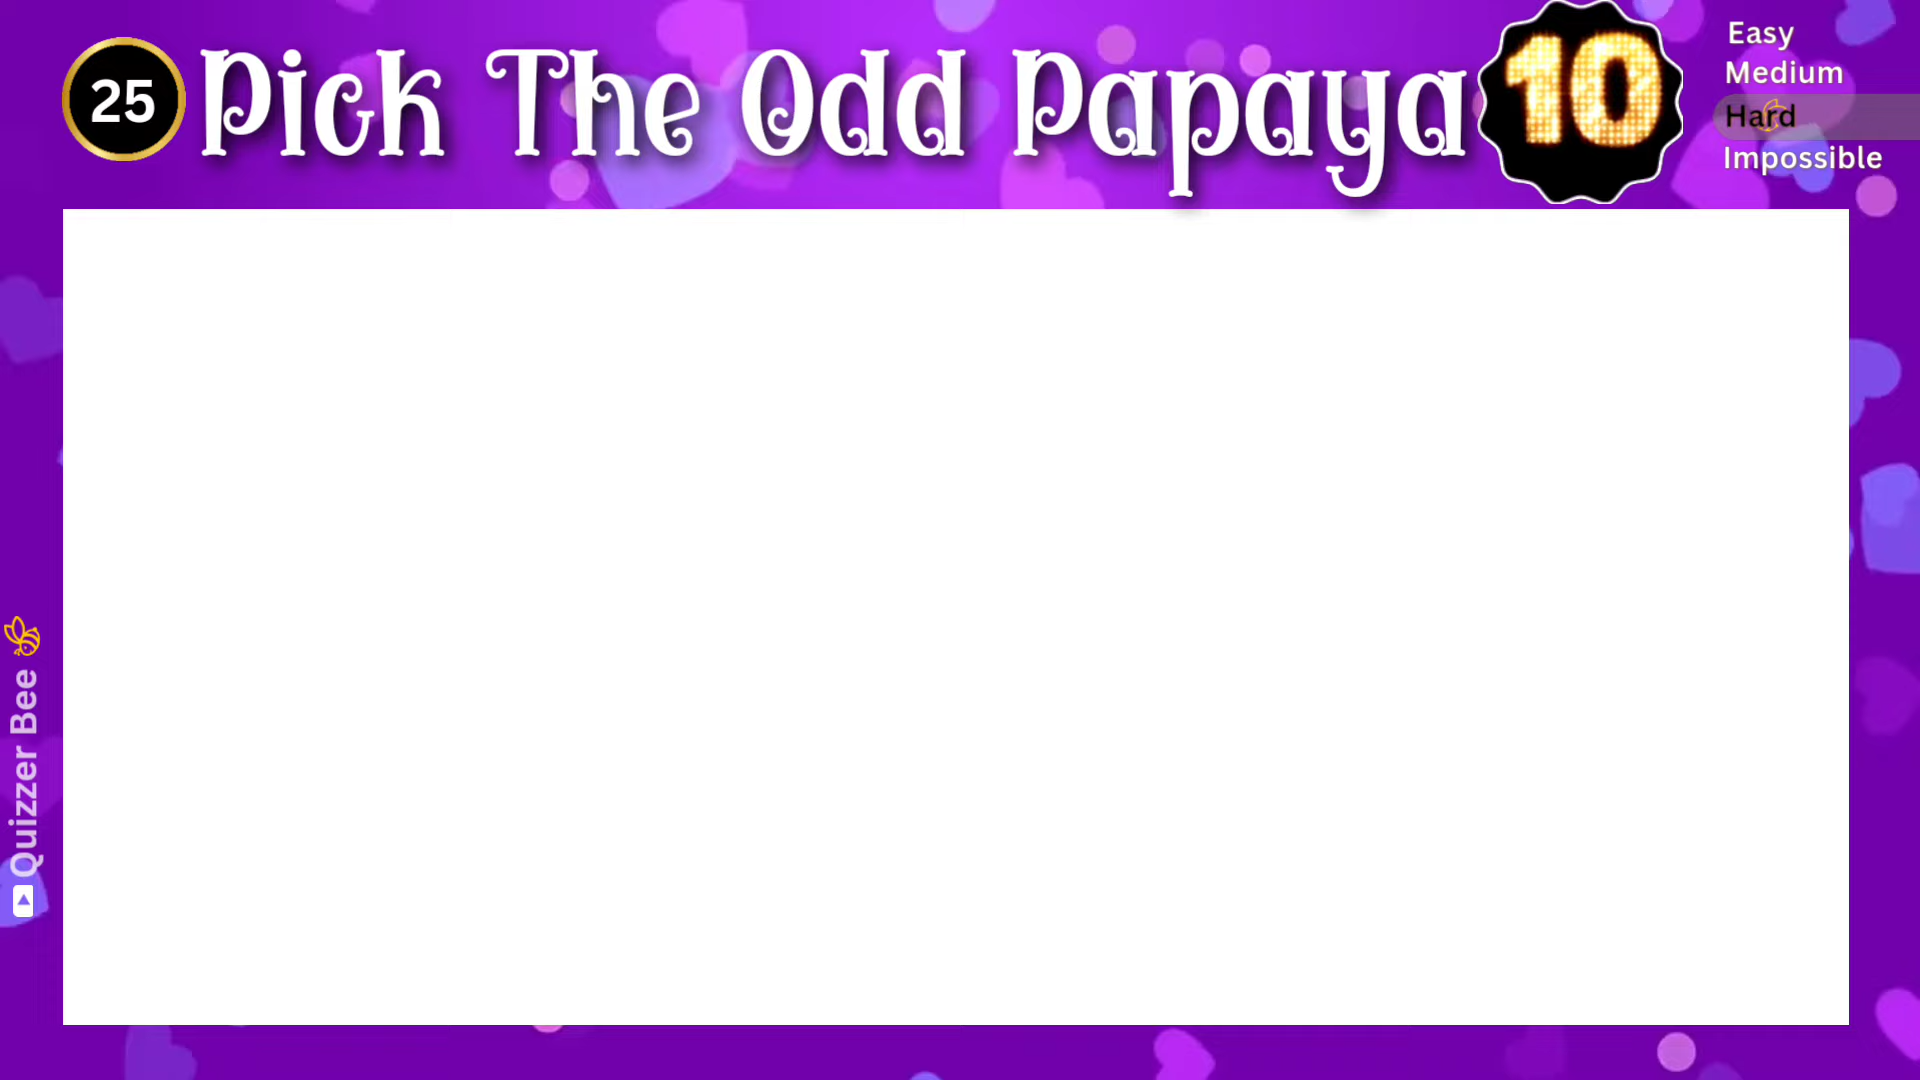 25
Pick The Odd Papaya
10
Easy
Medium
Hard
Impossible
Quizzer Bee